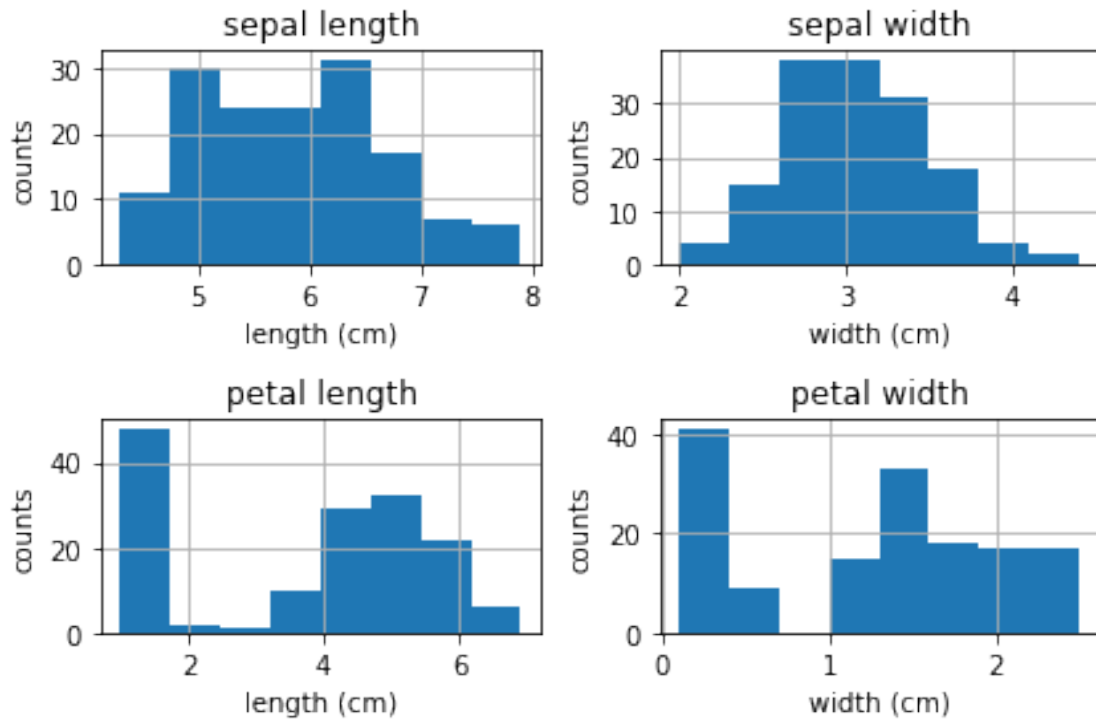 sepal length
counts
30
20
10
0
5 6 7 8
length (cm)
sepal width
counts
30
20
10
0
2 3 4
width (cm)
petal length
counts
40
20
0
2 4 6
length (cm)
petal width
counts
40
20
0
0 1 2
width (cm)